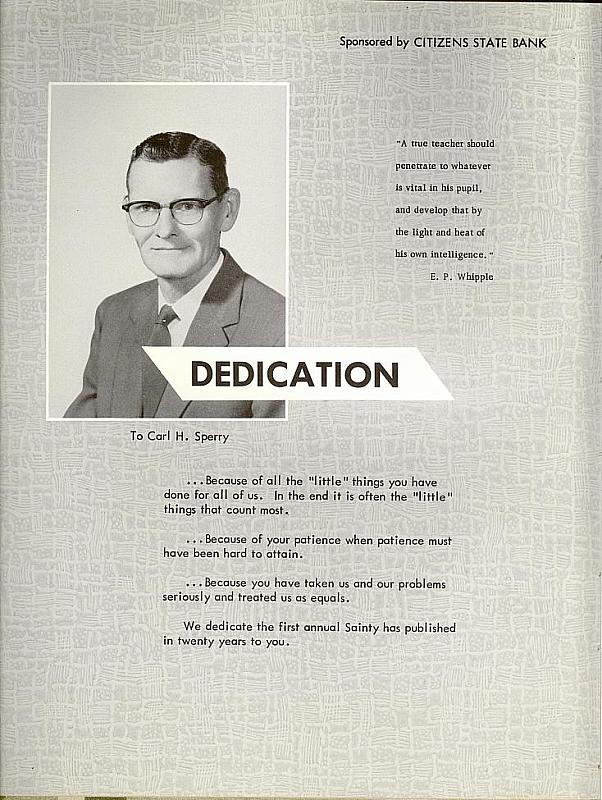 Sponsored by CITIZENS STATE BANK
"A true teacher should
penetrate to whatever
is vital in his pupil,
and develop that by
the light and heat of
his own intelligence."
E. P. Whipple
DEDICATION
To Carl H. Sperry
...Because of all the "little" things you have
done for all of us. In the end it is often the "little"
things that count most.
...Because of your patience when patience must
have been hard to attain.
...Because you have taken us and our problems
seriously and treated us as equals.
We dedicate the first annual Sainty has published
in twenty years to you.